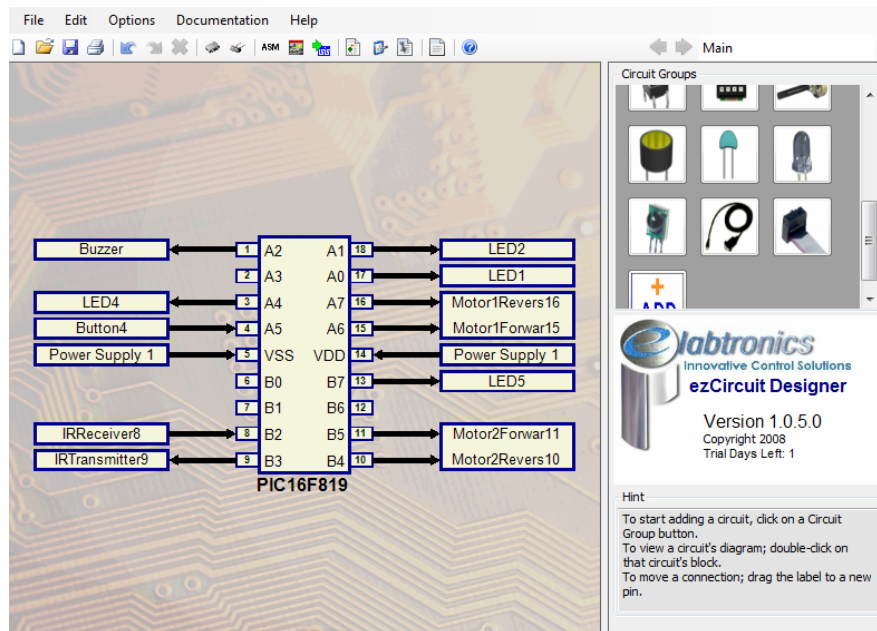 File Edit Options Documentation Help
ASM
Main
Circuit Groups
ADD
Buzzer 1 A2 A1 18 LED2
2 A3 A0 17 LED1
LED4 3 A4 A7 16 Motor1Revers16
Button4 4 A5 A6 15 Motor1Forwar15
Power Supply 1 5 VSS VDD 14 Power Supply 1
6 B0 B7 13 LED5
7 B1 B6 12
IRReceiver8 8 B2 B5 11 Motor2Forwar11
IRTransmitter9 9 B3 B4 10 Motor2Revers10
PIC16F819
elabtronics
Innovative Control Solutions
ezCircuit Designer
Version 1.0.5.0
Copyright 2008
Trial Days Left: 1
Hint
To start adding a circuit, click on a Circuit
Group button.
To view a circuit's diagram; double-click on
that circuit's block.
To move a connection; drag the label to a new
pin.